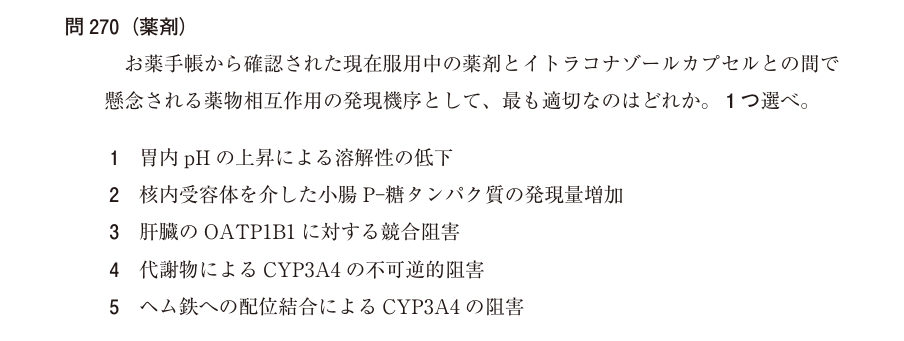 問 270（薬剤）
お薬手帳から確認された現在服用中の薬剤とイトラコナゾールカプセルとの間で
懸念される薬物相互作用の発現機序として、最も適切なのはどれか。1つ選べ。
1 胃内 pH の上昇による溶解性の低下
2 核内受容体を介した小腸 P-糖タンパク質の発現量増加
3 肝臓の OATP1B1 に対する競合阻害
4 代謝物による CYP3A4 の不可逆的阻害
5 ヘム鉄への配位結合による CYP3A4 の阻害